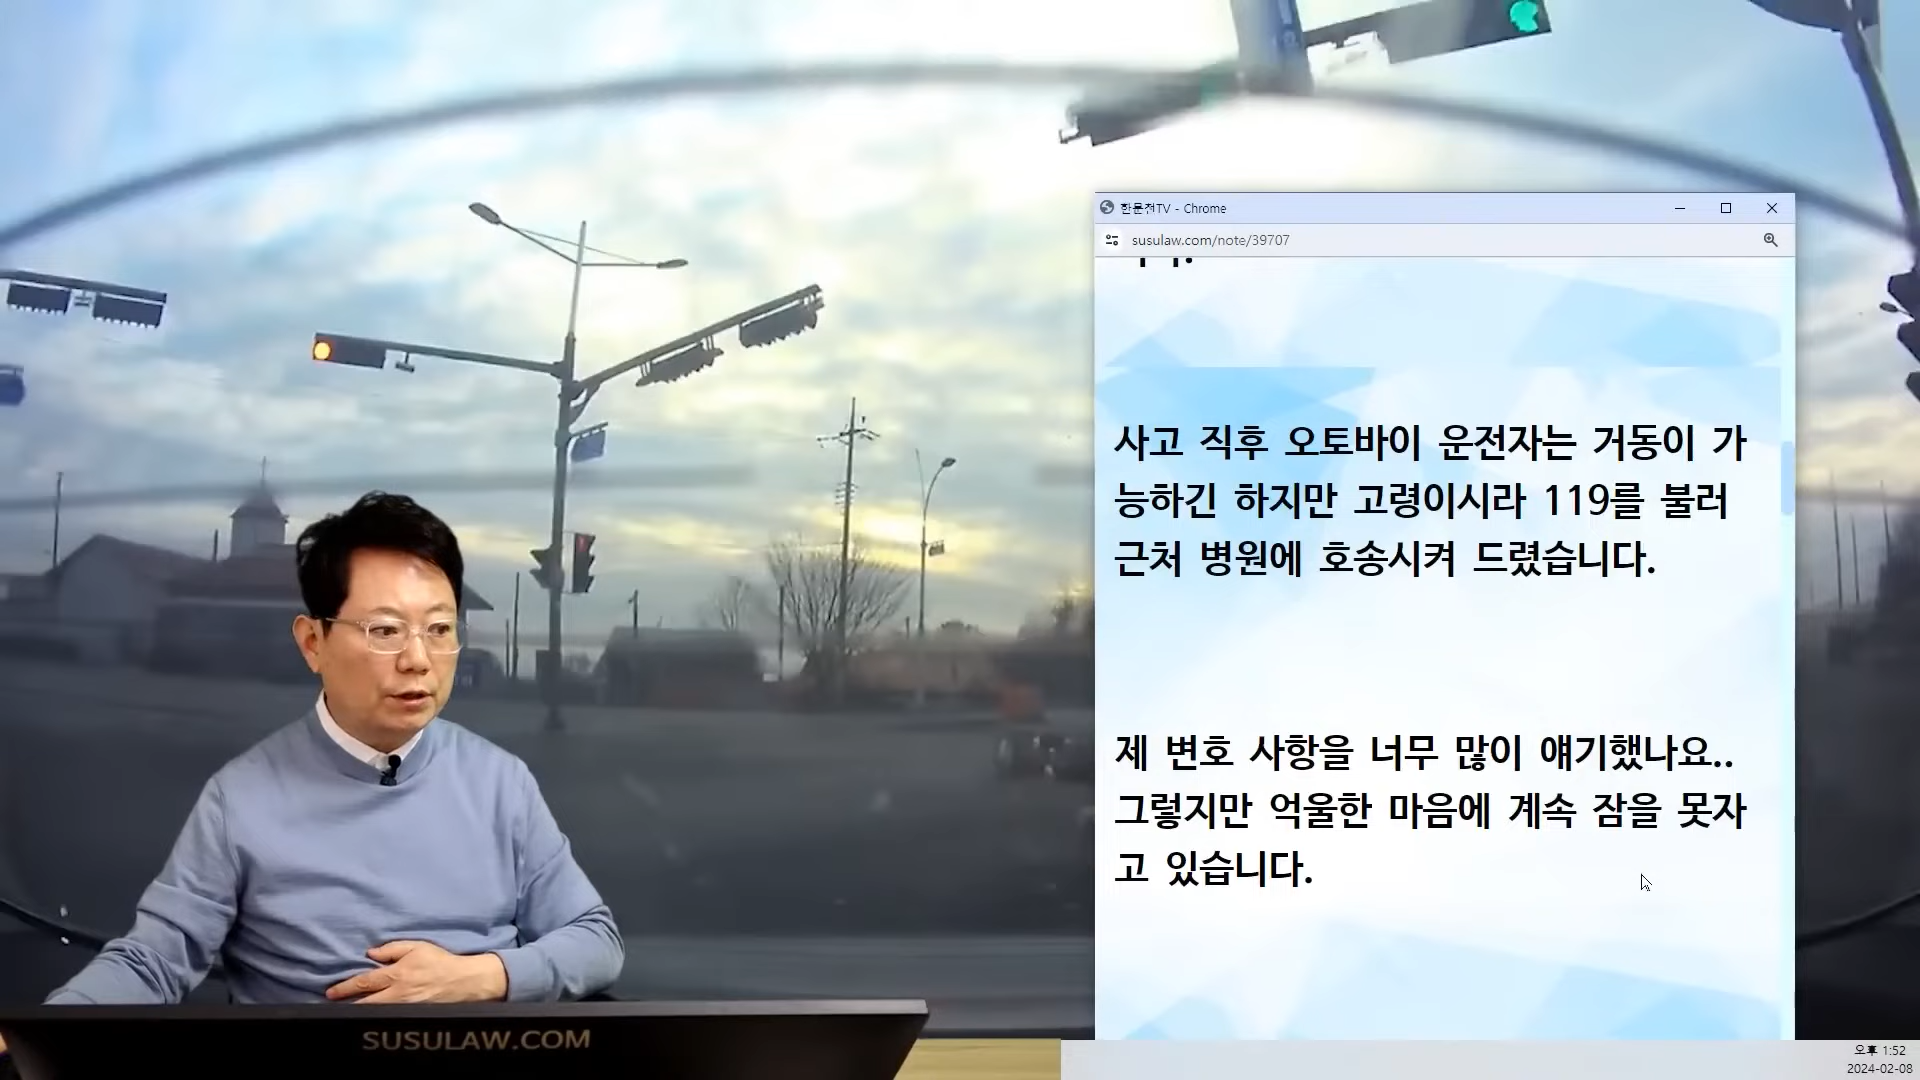 한문철TV - Chrome
susulaw.com/note/39707
사고 직후 오토바이 운전자는 거동이 가
능하긴 하지만 고령이시라 119를 불러
근처 병원에 호송시켜 드렸습니다.
제 변호 사항을 너무 많이 얘기했나요..
그렇지만 억울한 마음에 계속 잠을 못자
고 있습니다.
SUSULAW.COM
오후 1:52
2024-02-08